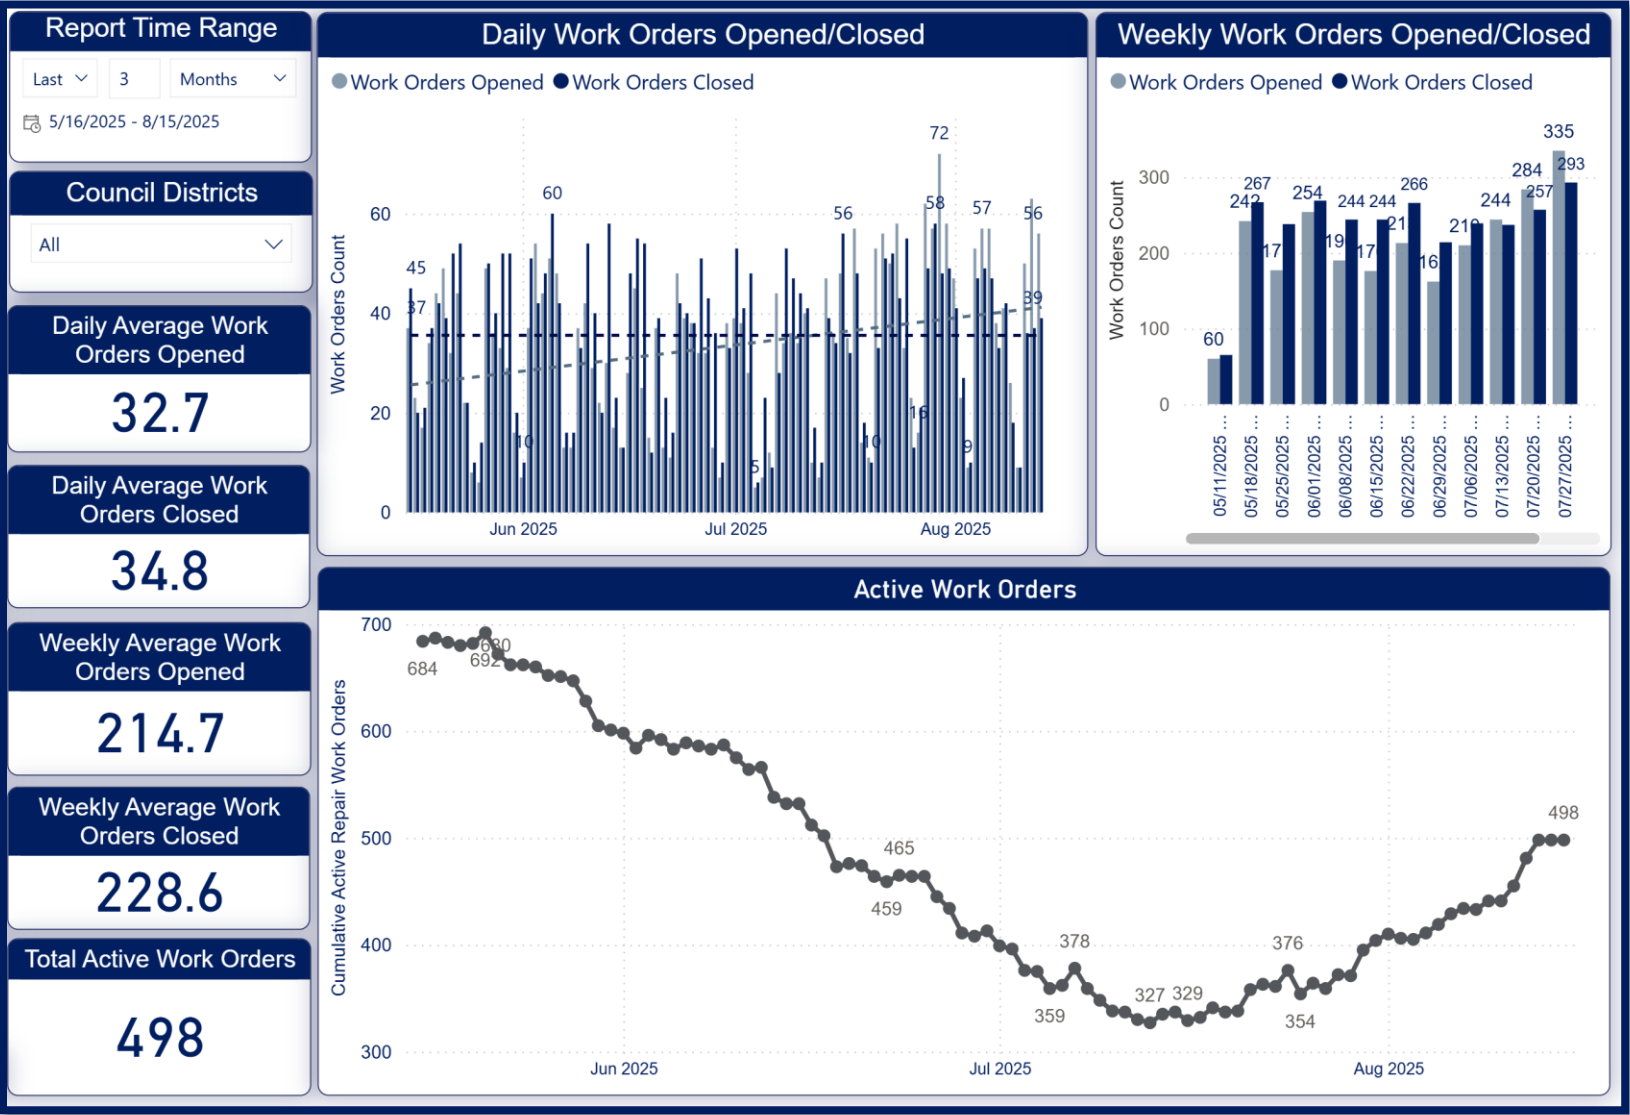 Report Time Range
Last 3 Months
5/16/2025 - 8/15/2025
Council Districts
All
Daily Average Work
Orders Opened
32.7
Daily Average Work
Orders Closed
34.8
Weekly Average Work
Orders Opened
214.7
Weekly Average Work
Orders Closed
228.6
Total Active Work Orders
498
Daily Work Orders Opened/Closed
Work Orders Opened Work Orders Closed
Work Orders Count
60
40
20
0
45
37
60
10
5
56
10
16
72
58
57
9
56
39
Jun 2025 Jul 2025 Aug 2025
Weekly Work Orders Opened/Closed
Work Orders Opened Work Orders Closed
Work Orders Count
300
200
100
0
60
242
267
254
244
244
266
219
244
284
257
335
293
05/11/2025 ...
05/18/2025 ...
05/25/2025 ...
06/01/2025 ...
06/08/2025 ...
06/15/2025 ...
06/22/2025 ...
06/29/2025 ...
07/06/2025 ...
07/13/2025 ...
07/20/2025 ...
07/27/2025 ...
Active Work Orders
Cumulative Active Repair Work Orders
700
600
500
400
300
684
692
680
465
459
359
378
327
329
376
354
498
Jun 2025 Jul 2025 Aug 2025